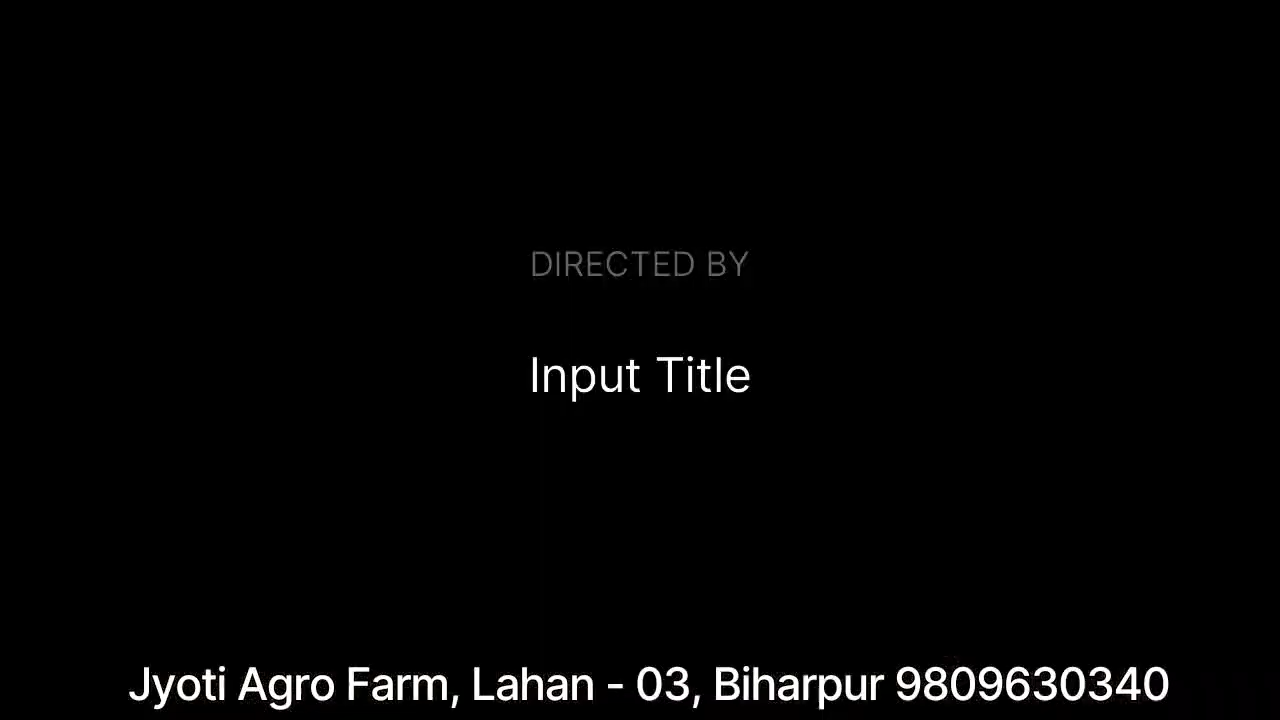 DIRECTED BY
Input Title
Jyoti Agro Farm, Lahan - 03, Biharpur 9809630340